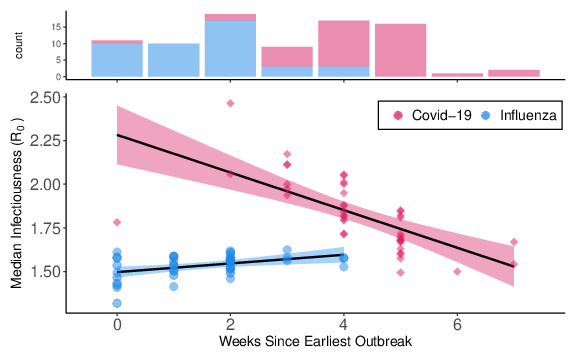 count
15
10
5
0
Median Infectiousness (R0)
2.50
2.25
2.00
1.75
1.50
Covid−19 Influenza
0 2 4 6
Weeks Since Earliest Outbreak